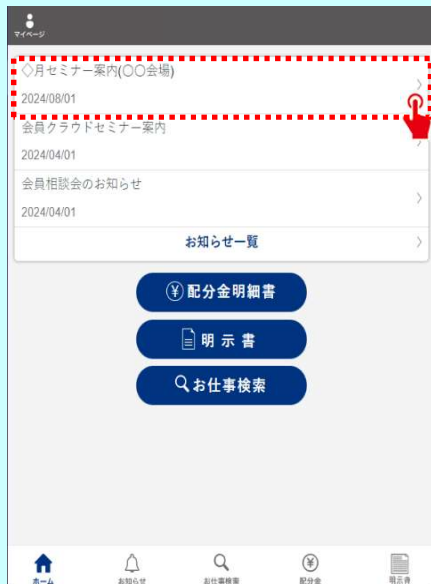 マイページ
◇月セミナー案内(〇〇会場)
2024/08/01
会員クラウドセミナー案内
2024/04/01
会員相談会のお知らせ
2024/04/01
お知らせ一覧
¥配分金明細書
明示書
お仕事検索
ホーム
お知らせ
お仕事検索
配分金
明示書